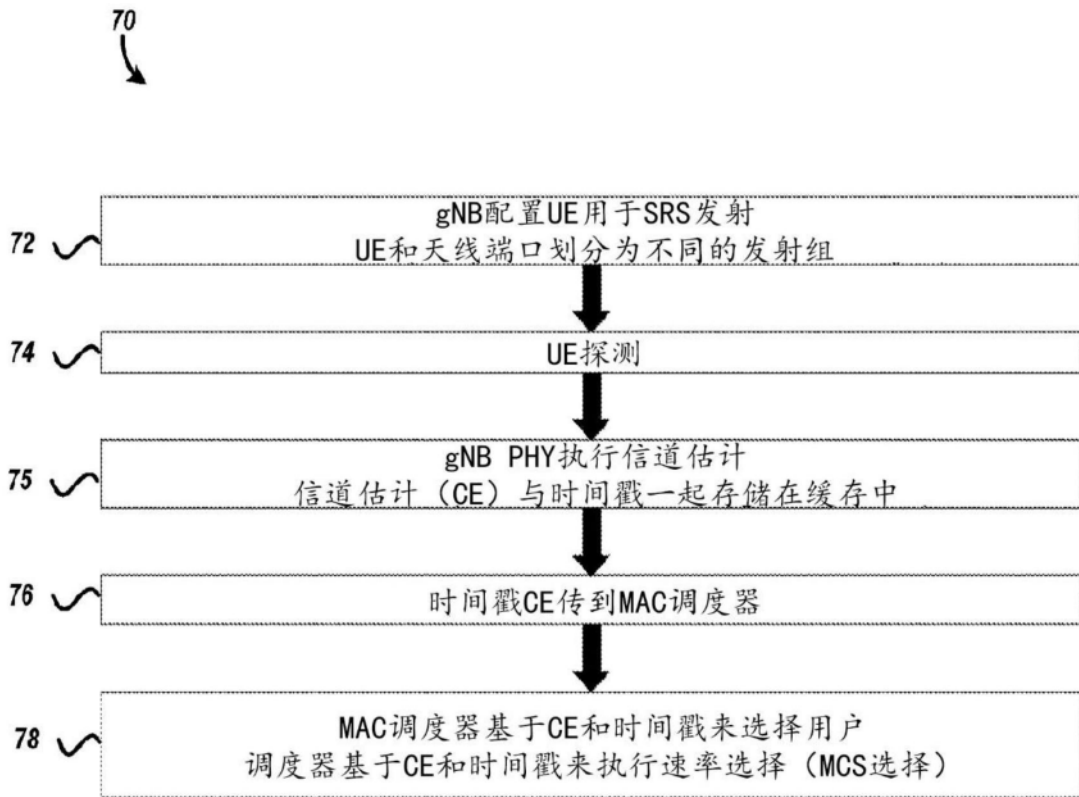 70
72
gNB配置UE用于SRS发射
UE和天线端口划分为不同的发射组
74
UE探测
75
gNB PHY执行信道估计
信道估计（CE）与时间戳一起存储在缓存中
76
时间戳CE传到MAC调度器
78
MAC调度器基于CE和时间戳来选择用户
调度器基于CE和时间戳来执行速率选择（MCS选择）